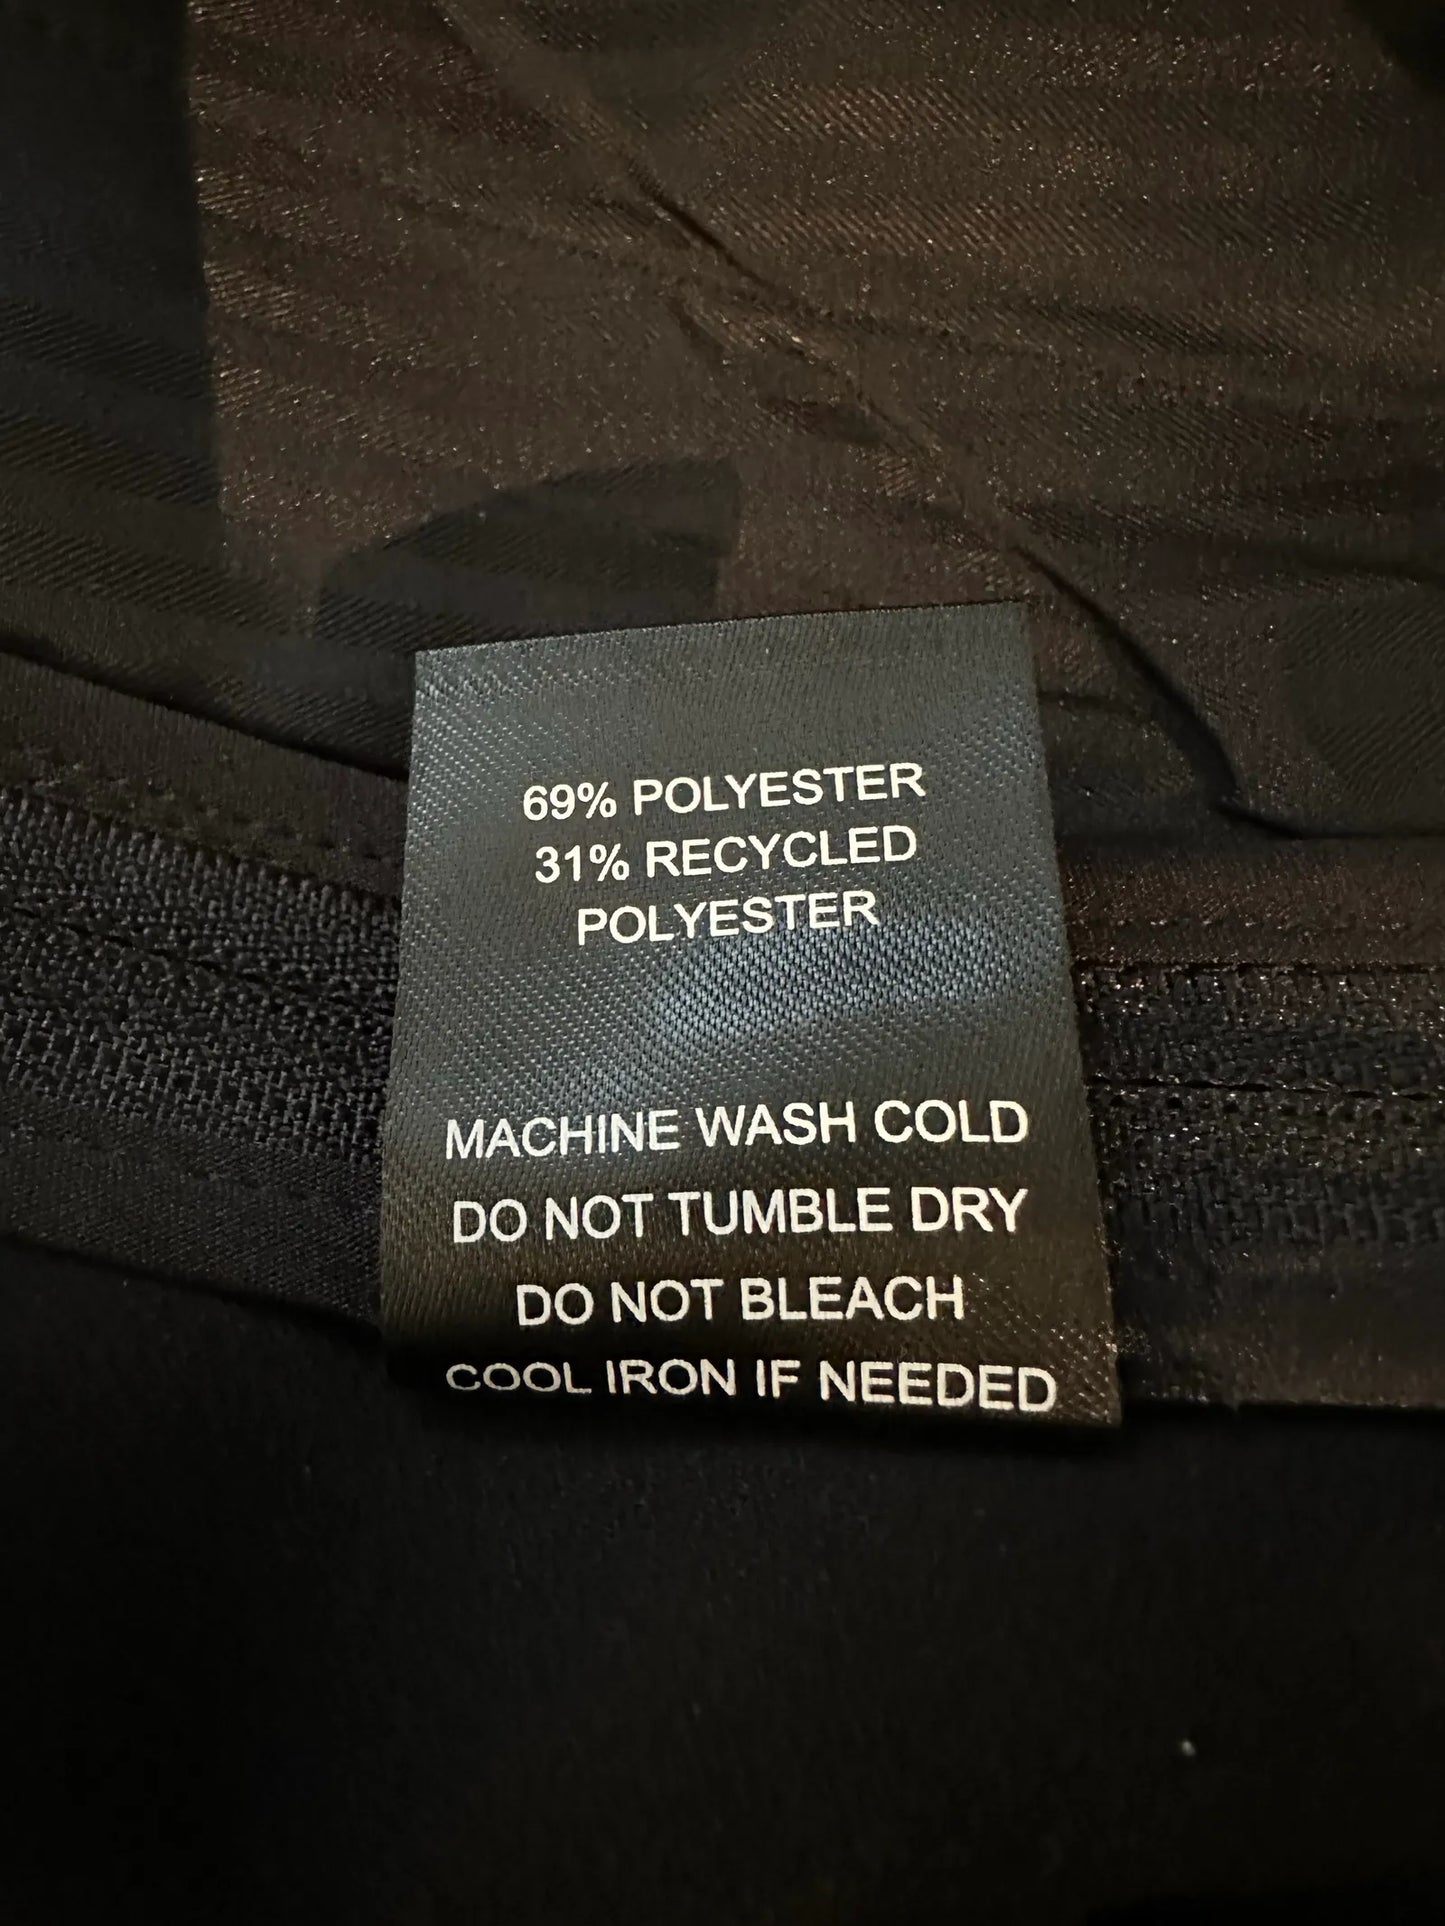 69% POLYESTER
31% RECYCLED
POLYESTER
MACHINE WASH COLD
DO NOT TUMBLE DRY
DO NOT BLEACH
COOL IRON IF NEEDED